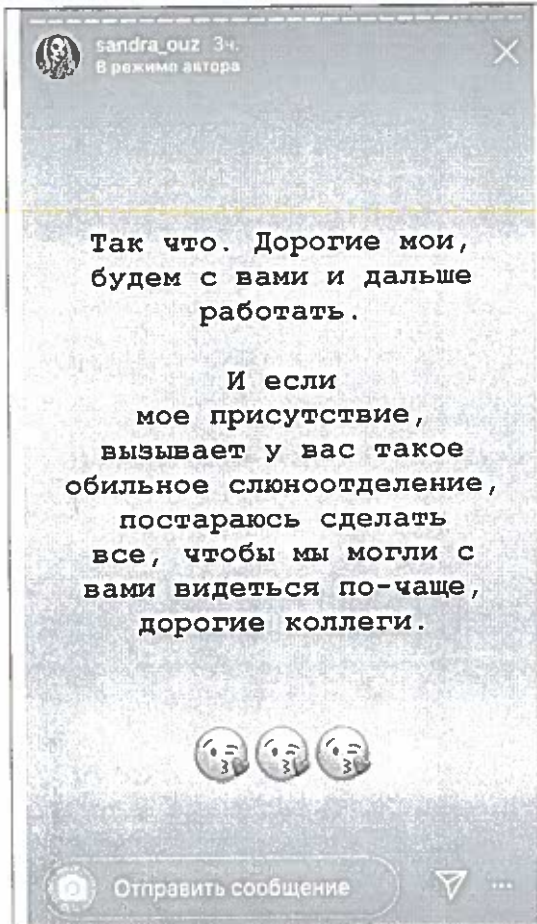 sandra_ouz 3ч.
В режиме автора
Так что. Дорогие мои,
будем с вами и дальше
работать.
И если
мое присутствие,
вызывает у вас такое
обильное слюноотделение,
постараюсь сделать
все, чтобы мы могли с
вами видеться по-чаще,
дорогие коллеги.
Отправить сообщение